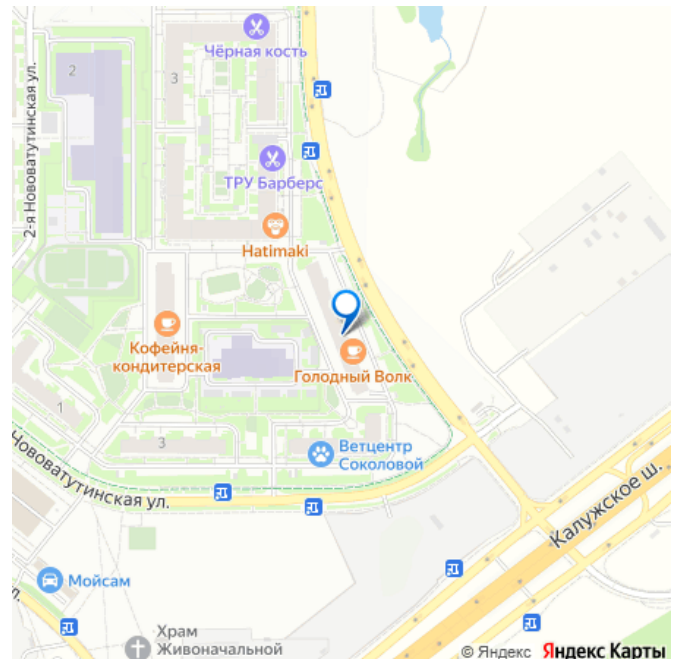 Чёрная кость
2
3
2-я Нововатутинская ул.
ТРУ Барберс
Hatimaki
Кофейня-
кондитерская
Голодный Волк
1
3
Ветцентр
Соколовой
Нововатутинская ул.
Калужское ш.
Мойсам
л.
Храм
Живоначальной
© Яндекс Яндекс Карты